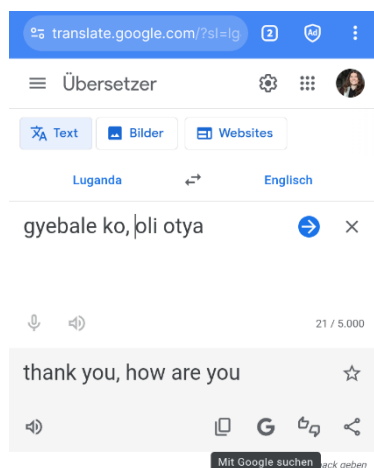 translate.google.com/?sl=lg
2
Ad
Übersetzer
Text
Bilder
Websites
Luganda
Englisch
gyebale ko, oli otya
21 / 5.000
thank you, how are you
G
Mit Google suchen
ack geben